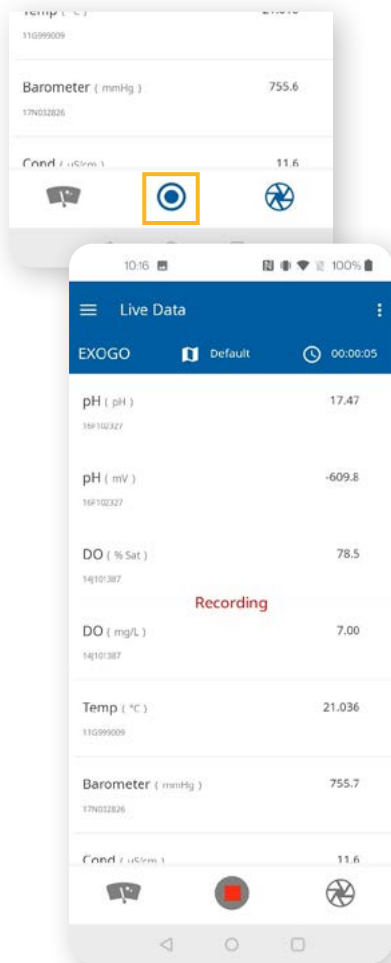 Temp ( °C )
11G999009
Barometer ( mmHg ) 755.6
17N032826
Cond ( uS/cm ) 11.6
10:16 100%
Live Data
EXOGO Default 00:00:05
pH ( pH ) 17.47
16F102327
pH ( mV ) -609.8
16F102327
DO ( % Sat ) 78.5
14J101387
Recording
DO ( mg/L ) 7.00
14J101387
Temp ( °C ) 21.036
11G999009
Barometer ( mmHg ) 755.7
17N032826
Cond ( uS/cm ) 11.6